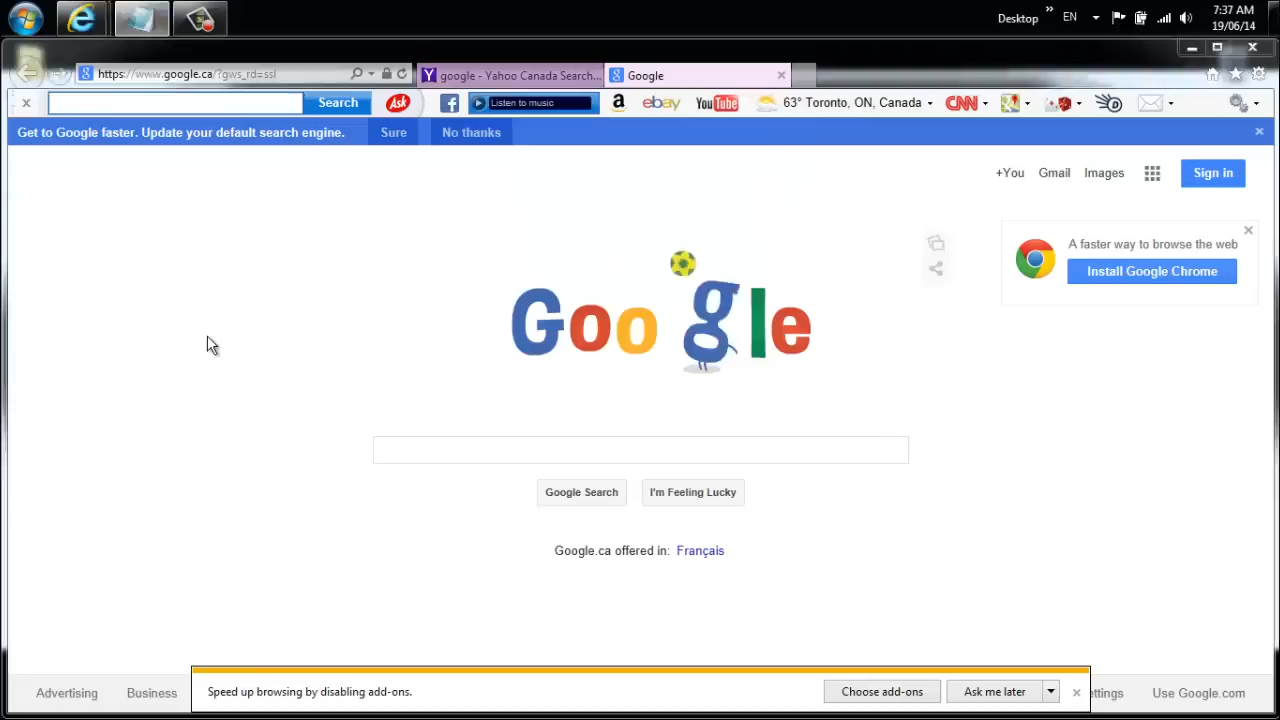 Desktop
»
EN
7:37 AM
19/06/14
https://www.google.ca/?gws_rd=ssl
Y google - Yahoo Canada Search...
Google
Search
Ask
Listen to music
ebay
YouTube
63° Toronto, ON, Canada
CNN
Get to Google faster. Update your default search engine.
Sure
No thanks
+You
Gmail
Images
Sign in
A faster way to browse the web
Install Google Chrome
Google
Google Search
I'm Feeling Lucky
Google.ca offered in: Français
Speed up browsing by disabling add-ons.
Choose add-ons
Ask me later
Advertising
Business
ettings
Use Google.com